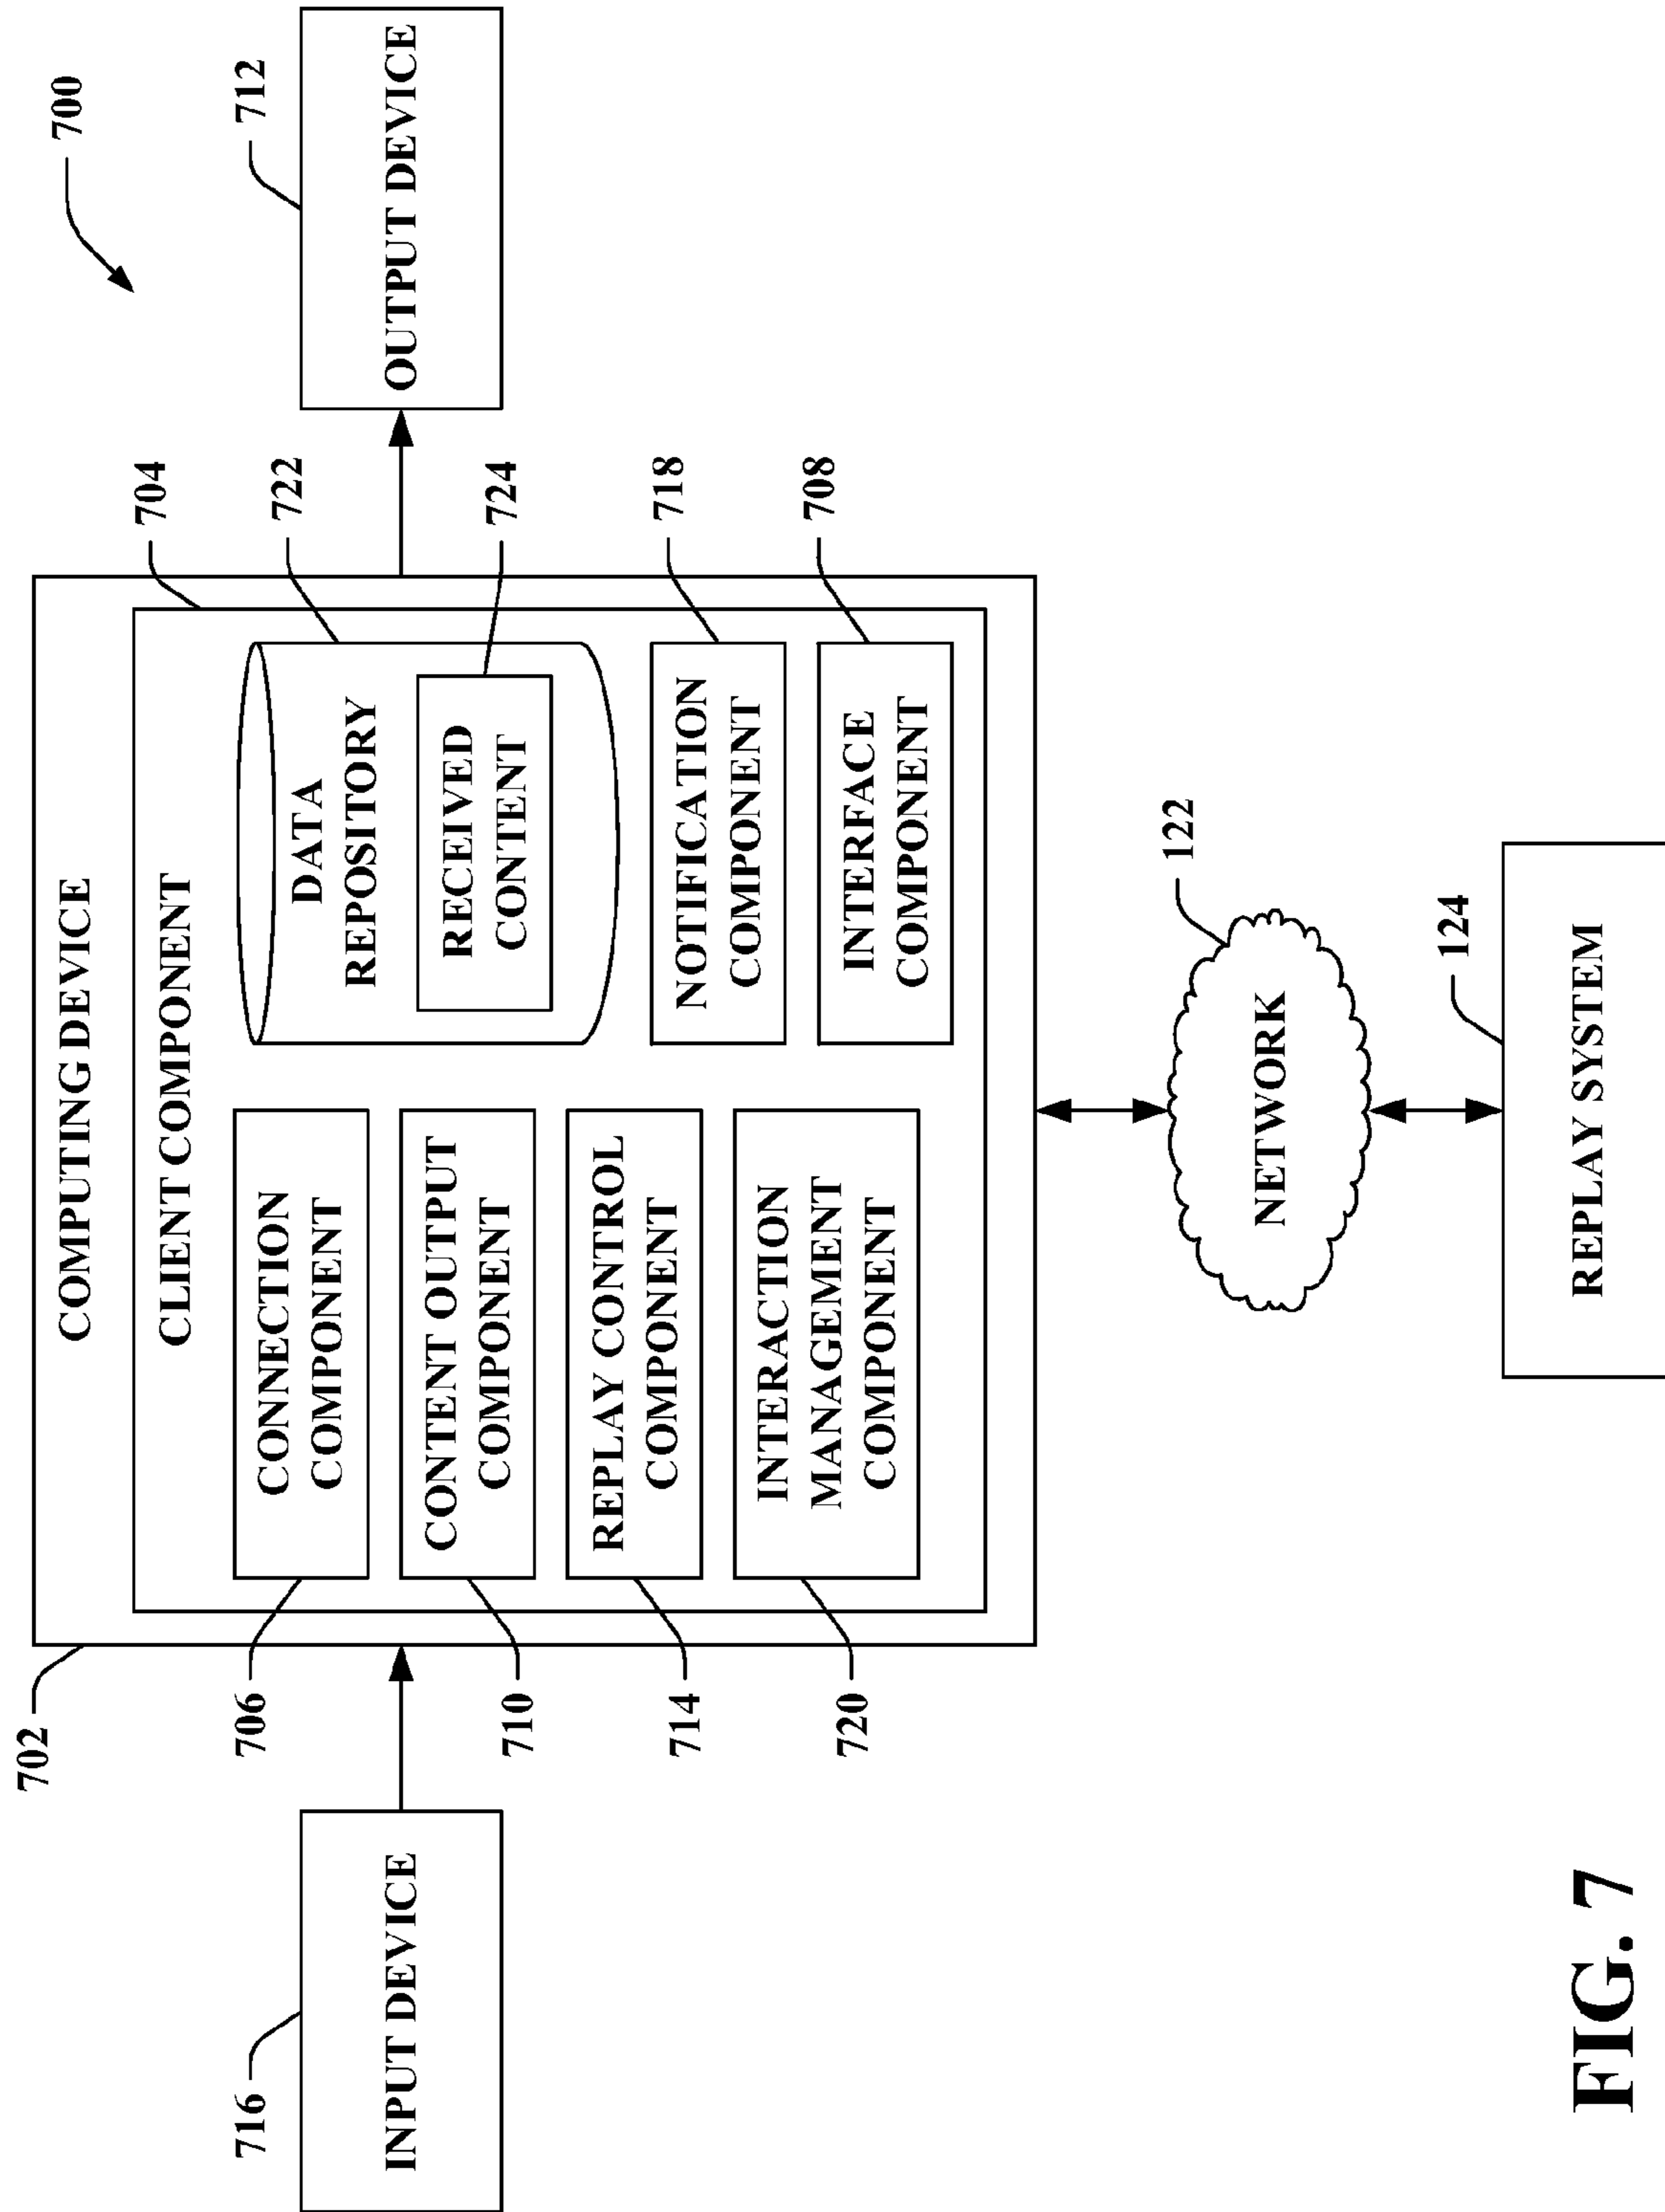 700
702
COMPUTING DEVICE
704
CLIENT COMPONENT
716
INPUT DEVICE
706
CONNECTION
COMPONENT
710
CONTENT OUTPUT
COMPONENT
714
REPLAY CONTROL
COMPONENT
720
INTERACTION
MANAGEMENT
COMPONENT
722
DATA
REPOSITORY
724
RECEIVED
CONTENT
718
NOTIFICATION
COMPONENT
708
INTERFACE
COMPONENT
712
OUTPUT DEVICE
122
NETWORK
124
REPLAY SYSTEM
FIG. 7